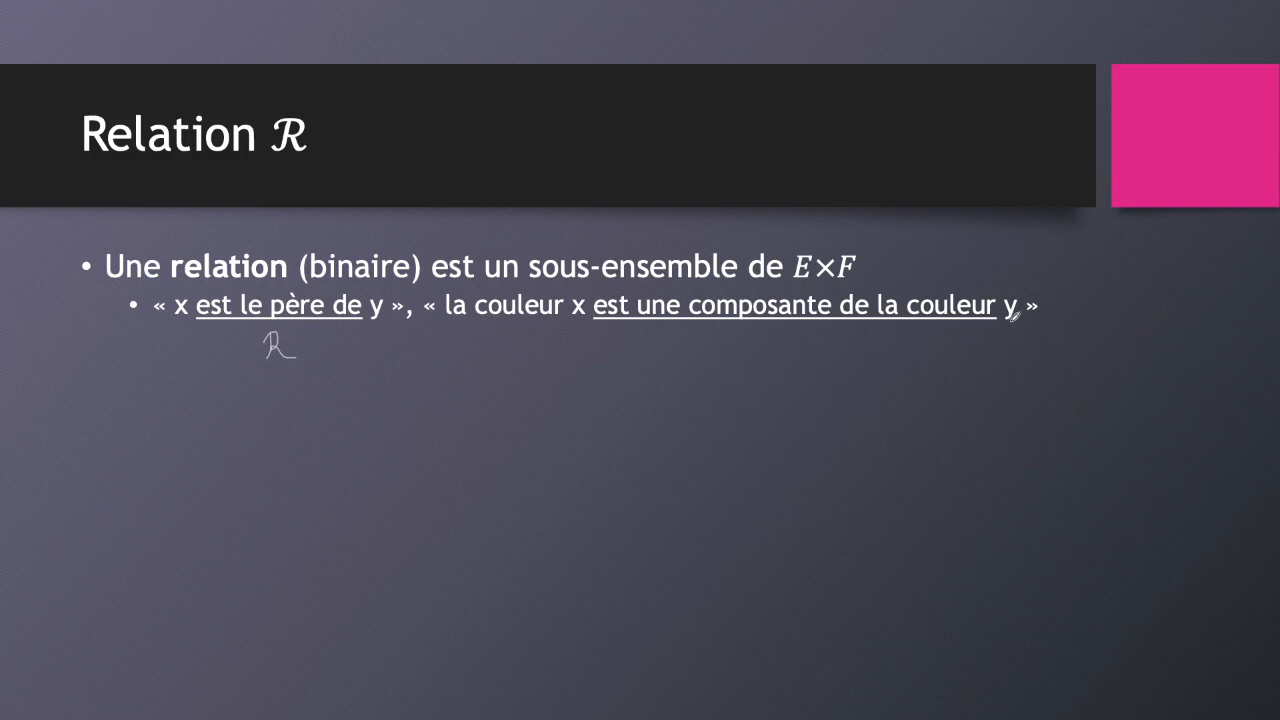 Relation ℛ
• Une relation (binaire) est un sous-ensemble de E×F
• « x est le père de y », « la couleur x est une composante de la couleur y »
R